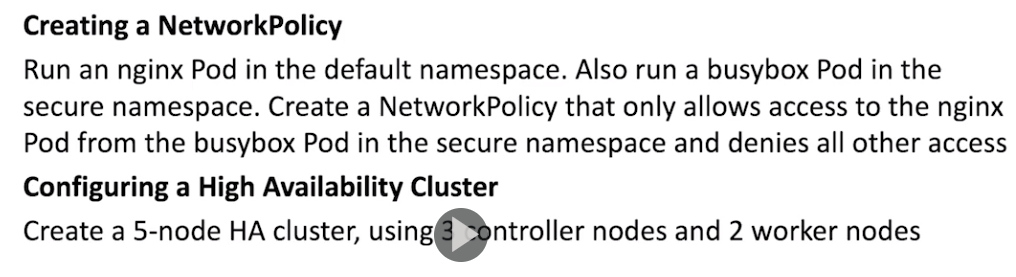 Creating a NetworkPolicy
Run an nginx Pod in the default namespace. Also run a busybox Pod in the
secure namespace. Create a NetworkPolicy that only allows access to the nginx
Pod from the busybox Pod in the secure namespace and denies all other access
Configuring a High Availability Cluster
Create a 5-node HA cluster, using 3 controller nodes and 2 worker nodes